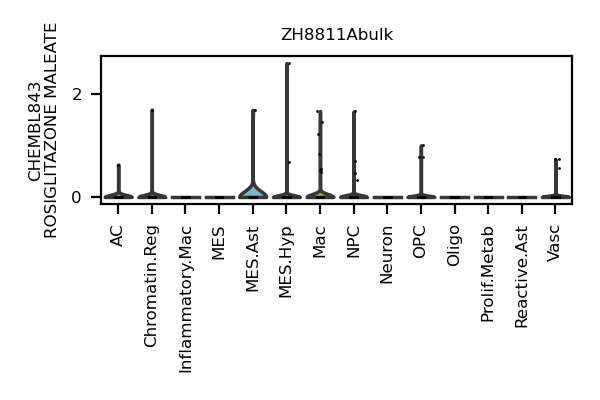 ZH8811Abulk
CHEMBL843
ROSIGLITAZONE MALEATE
2
0
AC
Chromatin.Reg
Inflammatory.Mac
MES
MES.Ast
MES.Hyp
Mac
NPC
Neuron
OPC
Oligo
Prolif.Metab
Reactive.Ast
Vasc